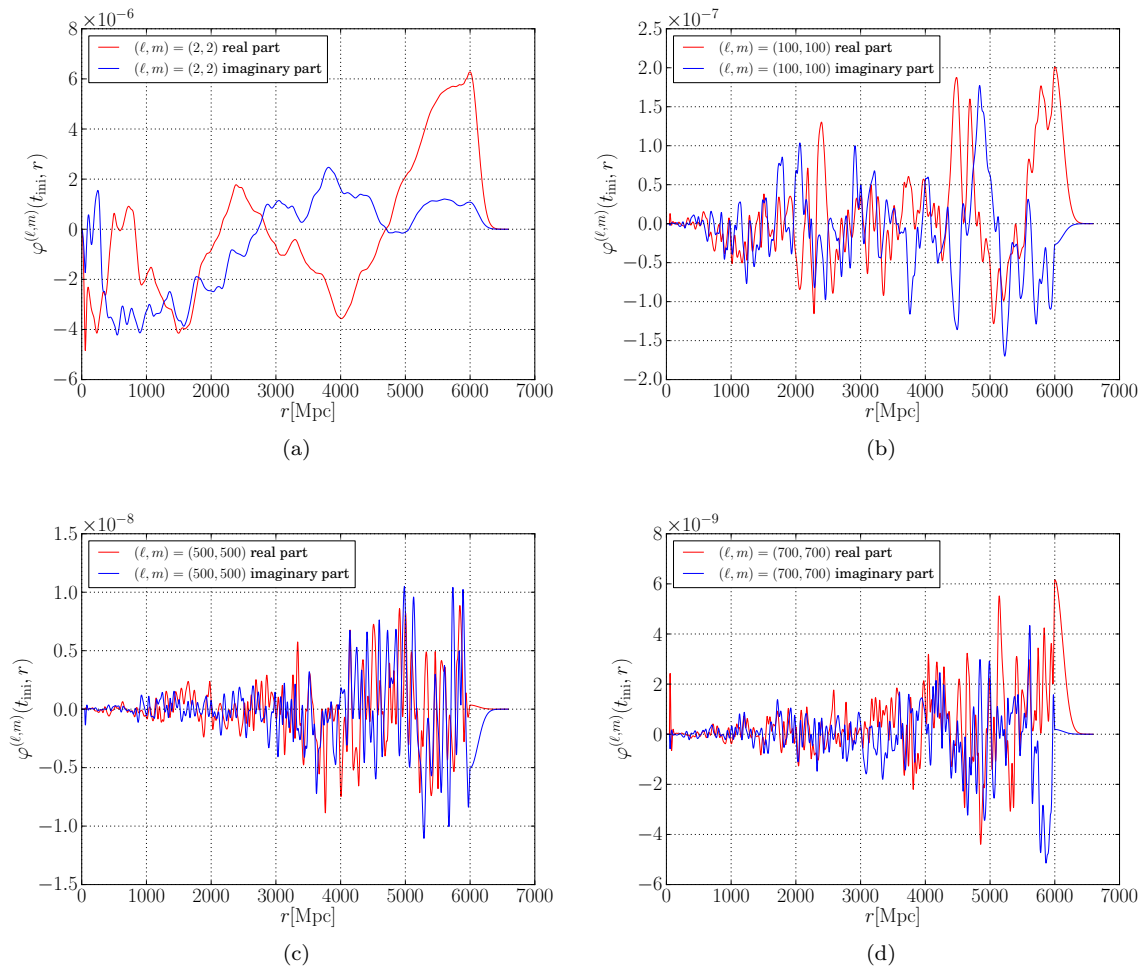 ×10⁻⁶
8
6
4
2
0
−2
−4
−6
(ℓ, m) = (2, 2) real part
(ℓ, m) = (2, 2) imaginary part
φ^(ℓ,m)(t_ini, r)
0 1000 2000 3000 4000 5000 6000 7000
r[Mpc]
(a)
×10⁻⁷
2.5
2.0
1.5
1.0
0.5
0.0
−0.5
−1.0
−1.5
−2.0
(ℓ, m) = (100, 100) real part
(ℓ, m) = (100, 100) imaginary part
φ^(ℓ,m)(t_ini, r)
0 1000 2000 3000 4000 5000 6000 7000
r[Mpc]
(b)
×10⁻⁸
1.5
1.0
0.5
0.0
−0.5
−1.0
−1.5
(ℓ, m) = (500, 500) real part
(ℓ, m) = (500, 500) imaginary part
φ^(ℓ,m)(t_ini, r)
0 1000 2000 3000 4000 5000 6000 7000
r[Mpc]
(c)
×10⁻⁹
8
6
4
2
0
−2
−4
−6
(ℓ, m) = (700, 700) real part
(ℓ, m) = (700, 700) imaginary part
φ^(ℓ,m)(t_ini, r)
0 1000 2000 3000 4000 5000 6000 7000
r[Mpc]
(d)